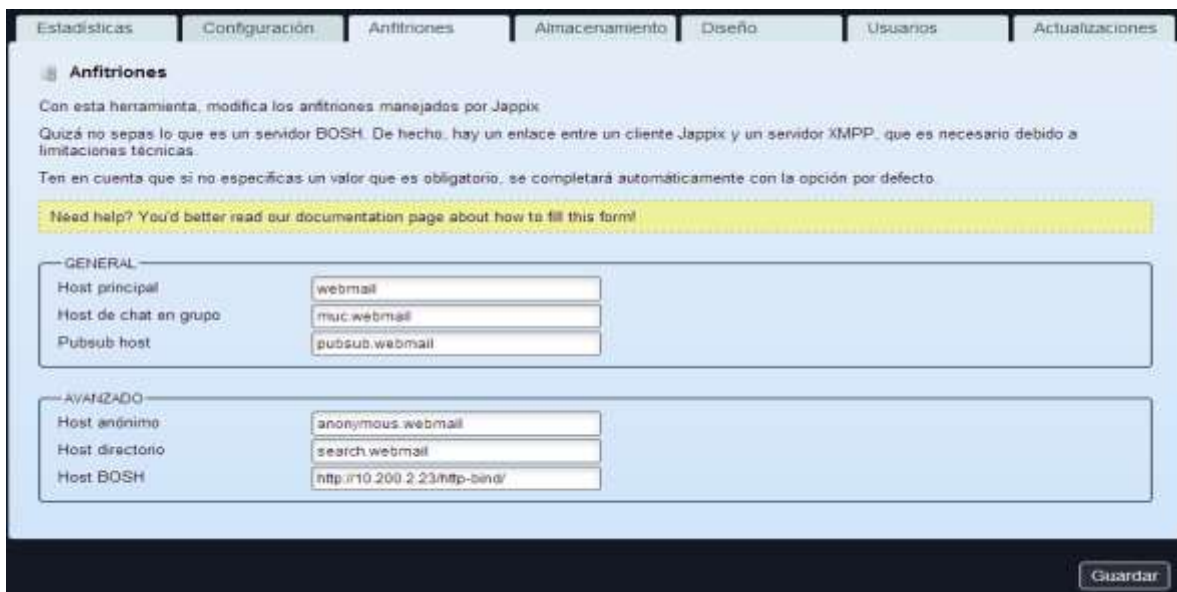 Estadísticas Configuración Anfitriones Almacenamiento Diseño Usuarios Actualizaciones
Anfitriones
Con esta herramienta, modifica los anfitriones manejados por Jappix
Quizá no sepas lo que es un servidor BOSH. De hecho, hay un enlace entre un cliente Jappix y un servidor XMPP, que es necesario debido a
limitaciones técnicas.
Ten en cuenta que si no especificas un valor que es obligatorio, se completará automáticamente con la opción por defecto.
Need help? You'd better read our documentation page about how to fill this form!
GENERAL
Host principal webmail
Host de chat en grupo muc.webmail
Pubsub host pubsub.webmail
AVANZADO
Host anónimo anonymous.webmail
Host directorio search.webmail
Host BOSH http://10.200.2.23/http-bind/
Guardar